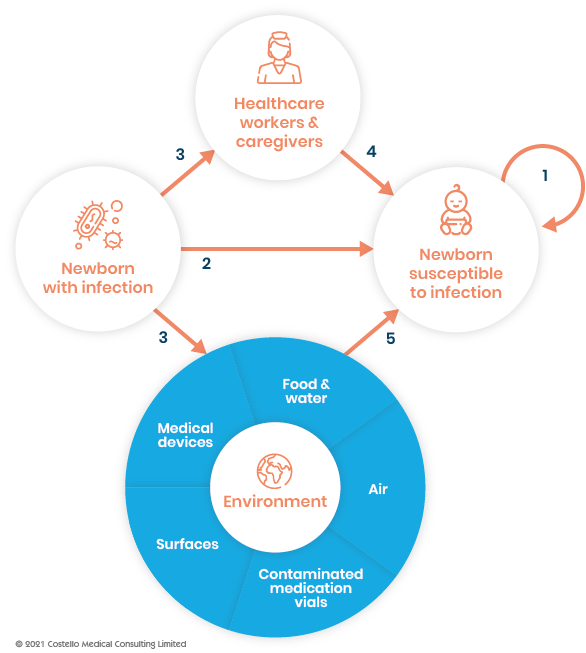 Healthcare
workers &
caregivers
3
4
1
Newborn
with infection
2
Newborn
susceptible
to infection
3
5
Food &
water
Medical
devices
Environment
Air
Surfaces
Contaminated
medication
vials
© 2021 Costello Medical Consulting Limited